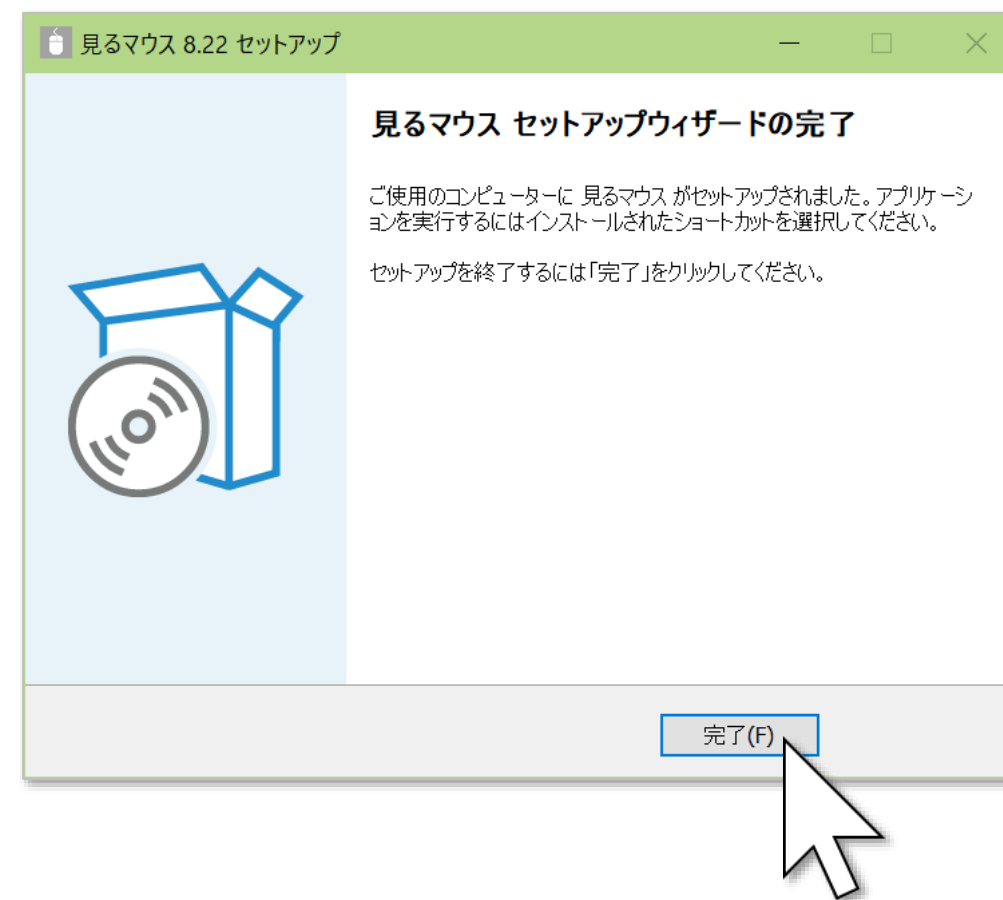 見るマウス 8.22 セットアップ
見るマウス セットアップウィザードの完了
ご使用のコンピューターに 見るマウス がセットアップされました。アプリケーシ
ョンを実行するにはインストールされたショートカットを選択してください。
セットアップを終了するには「完了」をクリックしてください。
完了(F)